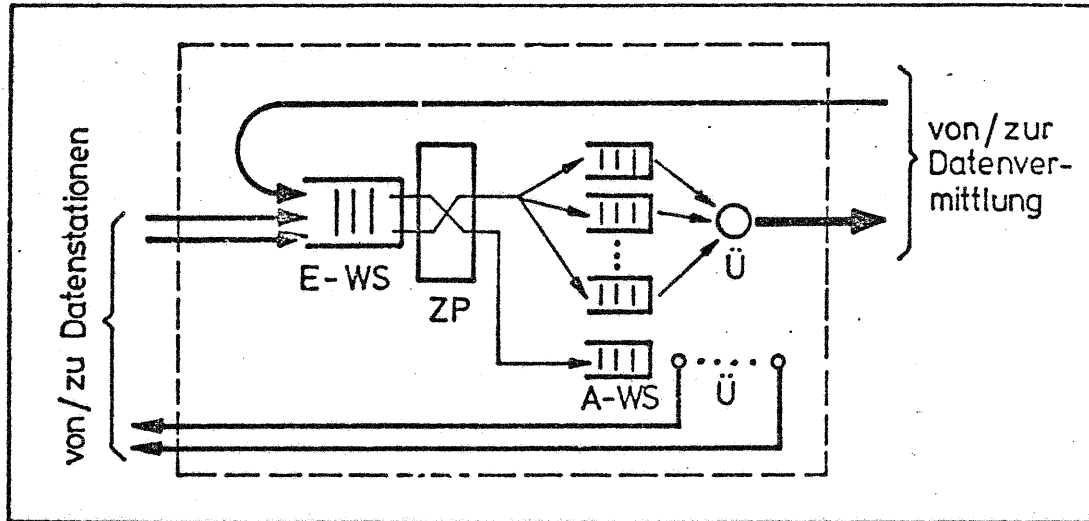 von/zu Datenstationen
E-WS
ZP
Ü
A-WS
Ü
von/zur
Datenver-
mittlung